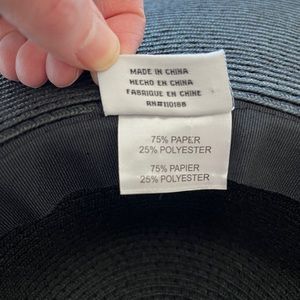 MADE IN CHINA
HECHO EN CHINA
FABRIQUE EN CHINE
RN#110188
75% PAPER
25% POLYESTER
75% PAPIER
25% POLYESTER